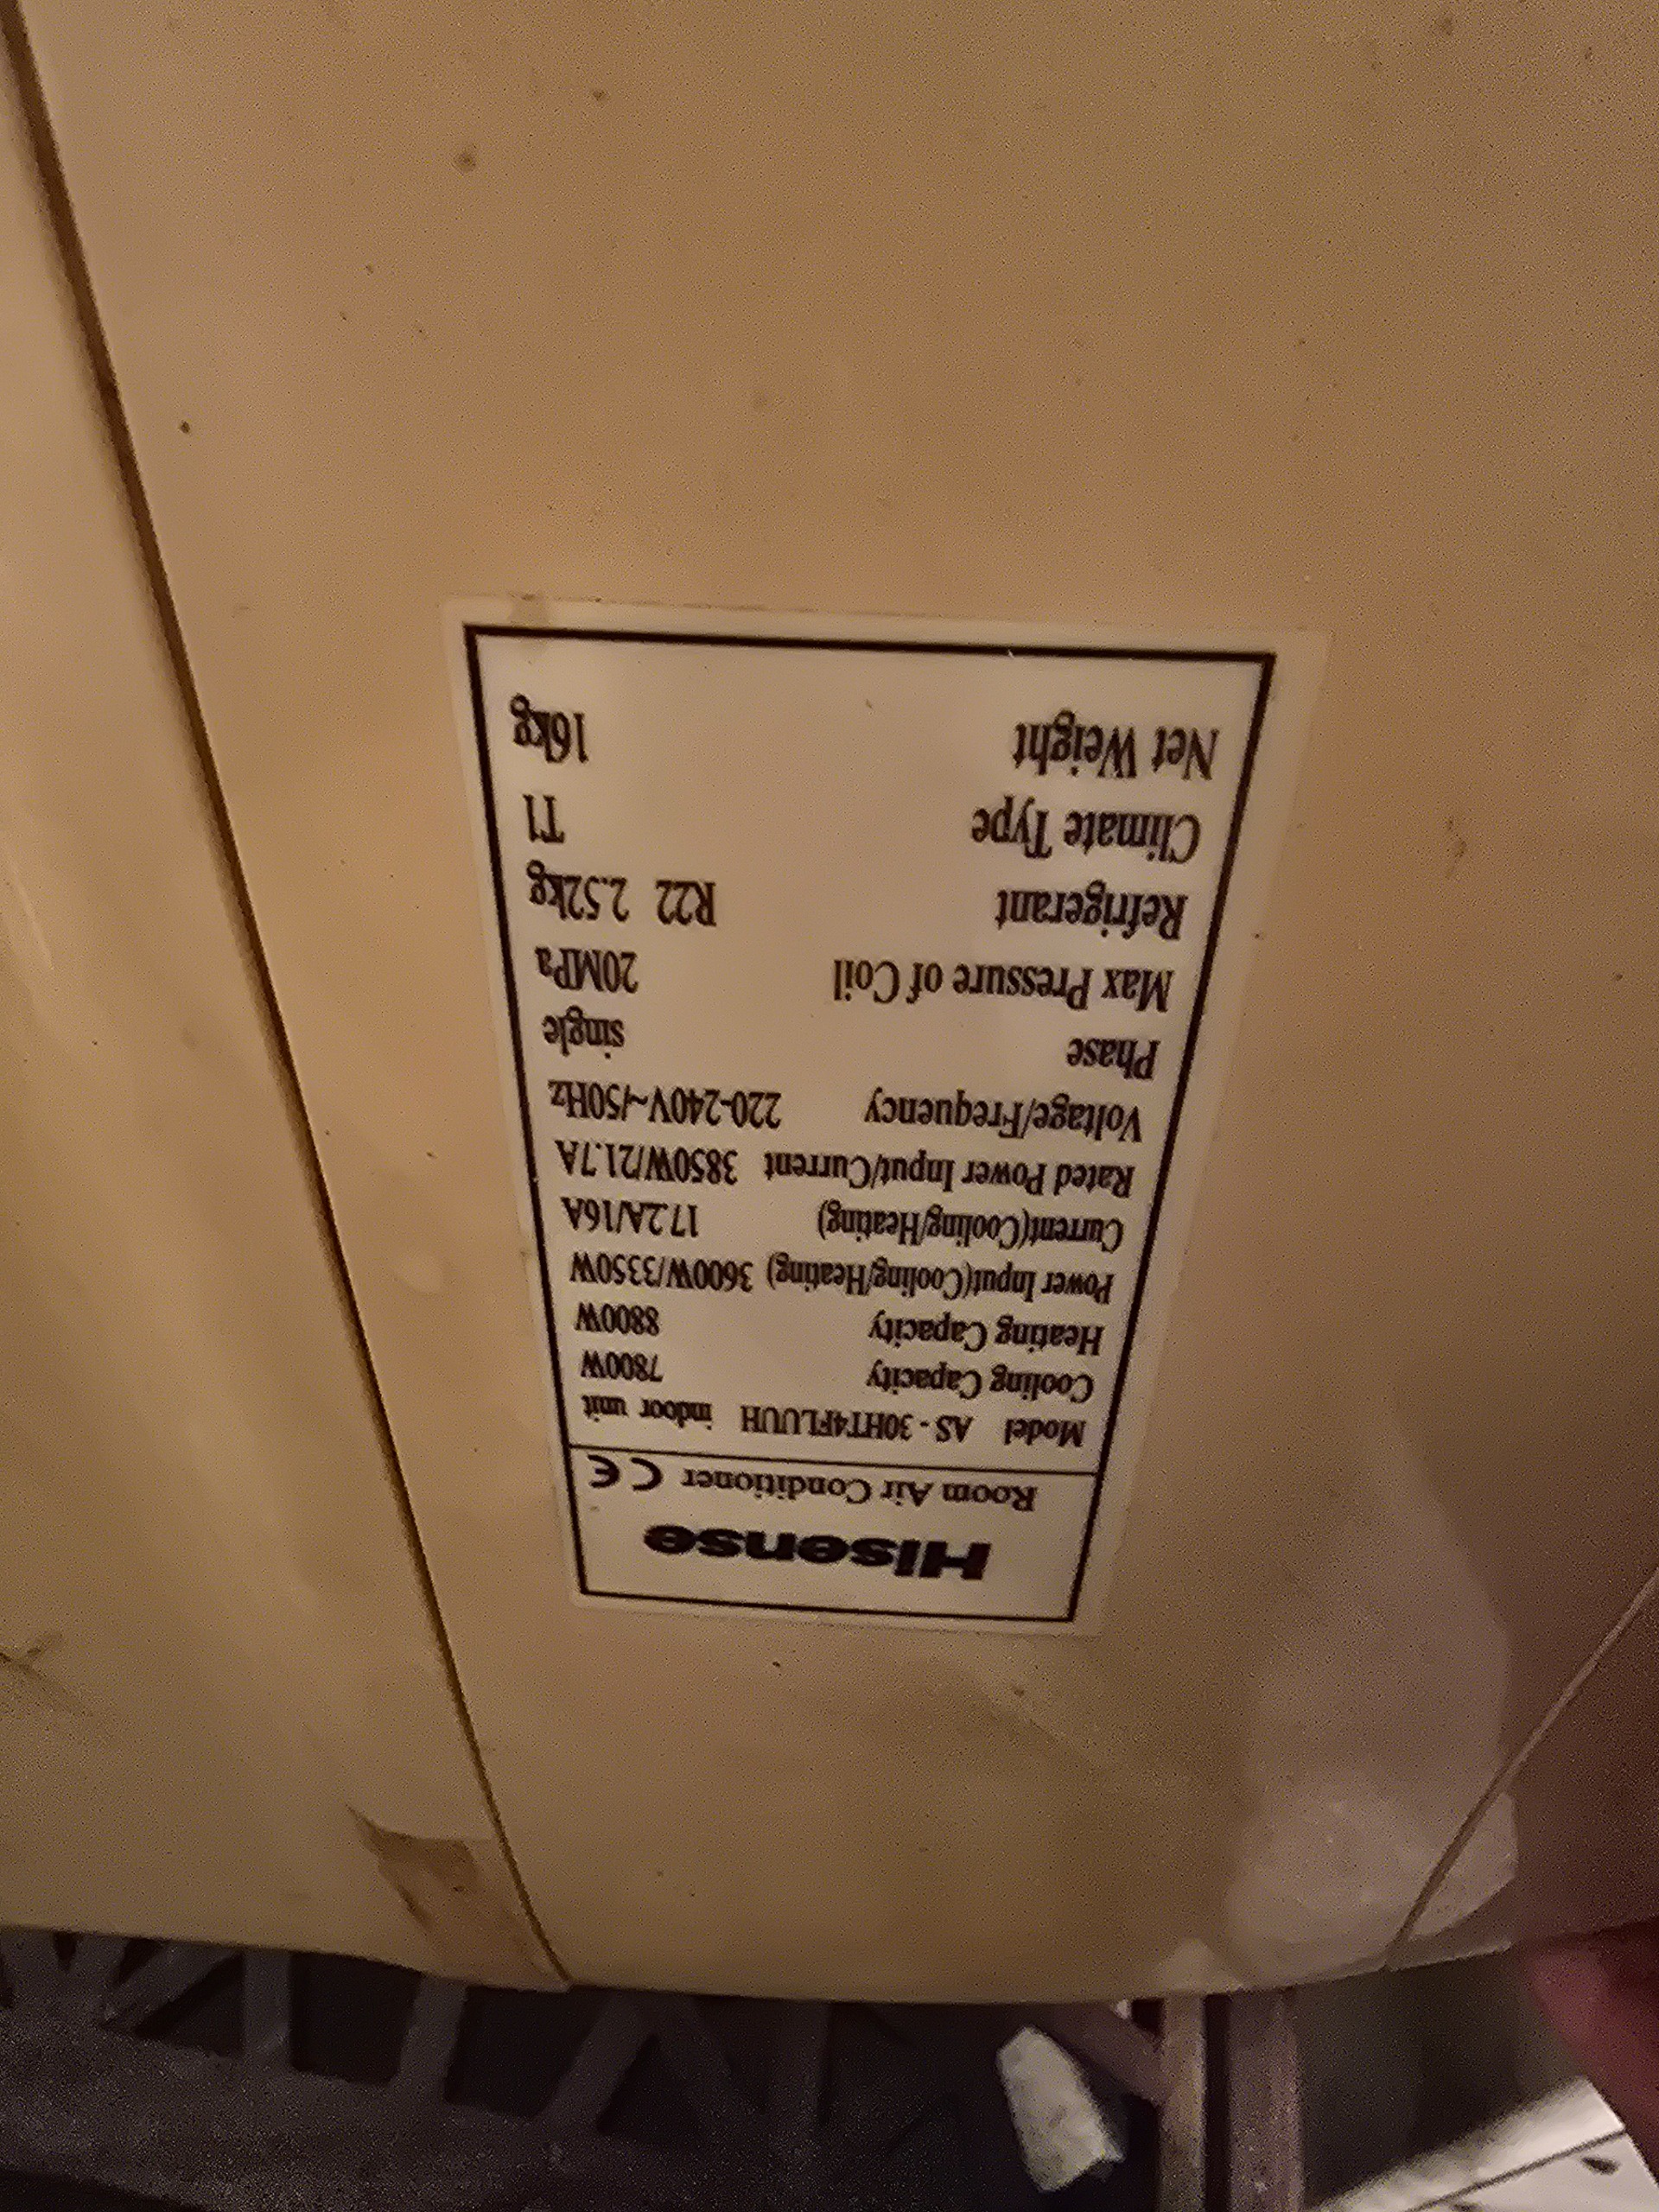 Hisense
Room Air Conditioner CE
Model AS-30HT4FLUUH indoor unit
Cooling Capacity 7800W
Heating Capacity 8800W
Power Input(Cooling/Heating) 3600W/3350W
Current(Cooling/Heating) 17.2A/16A
Rated Power Input/Current 3850W/21.7A
Voltage/Frequency 220-240V~/50Hz
Phase single
Max Pressure of Coil 20MPa
Refrigerant R22 2.52kg
Climate Type T1
Net Weight 16kg